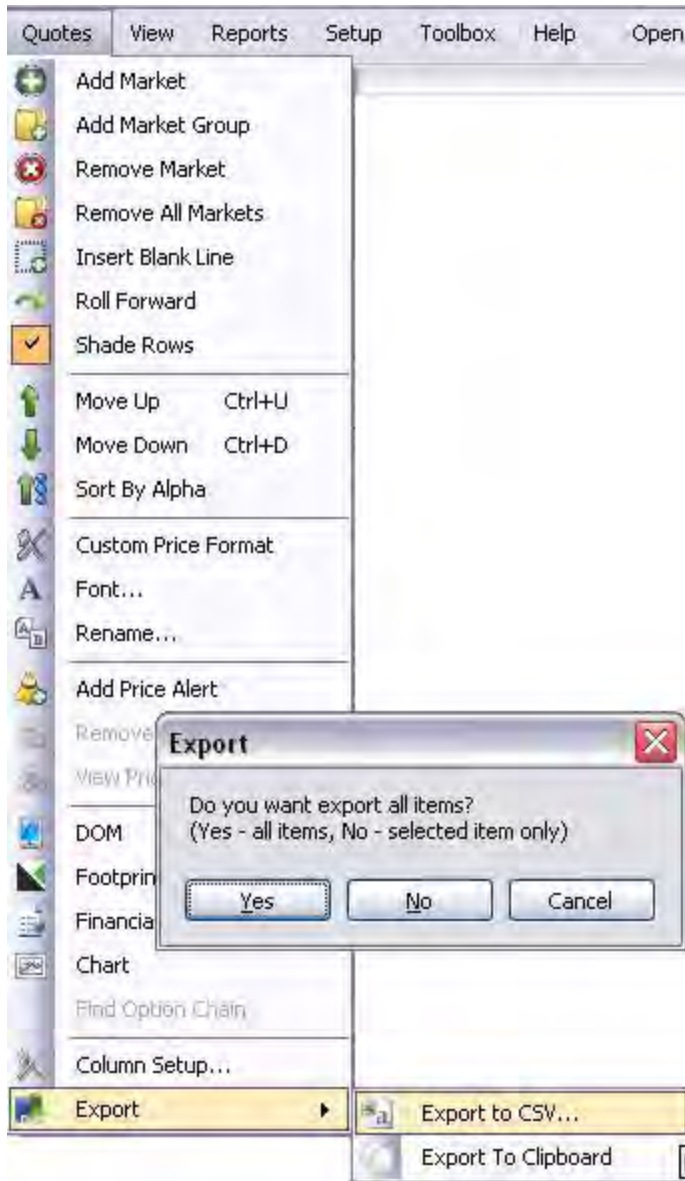 Quotes View Reports Setup Toolbox Help Open
Add Market
Add Market Group
Remove Market
Remove All Markets
Insert Blank Line
Roll Forward
Shade Rows
Move Up Ctrl+U
Move Down Ctrl+D
Sort By Alpha
Custom Price Format
Font...
Rename...
Add Price Alert
Remove
View
Export
Do you want export all items?
(Yes - all items, No - selected item only)
Yes No Cancel
DOM
Chart
Find Option Chain
Column Setup...
Export
Export to CSV...
Export To Clipboard